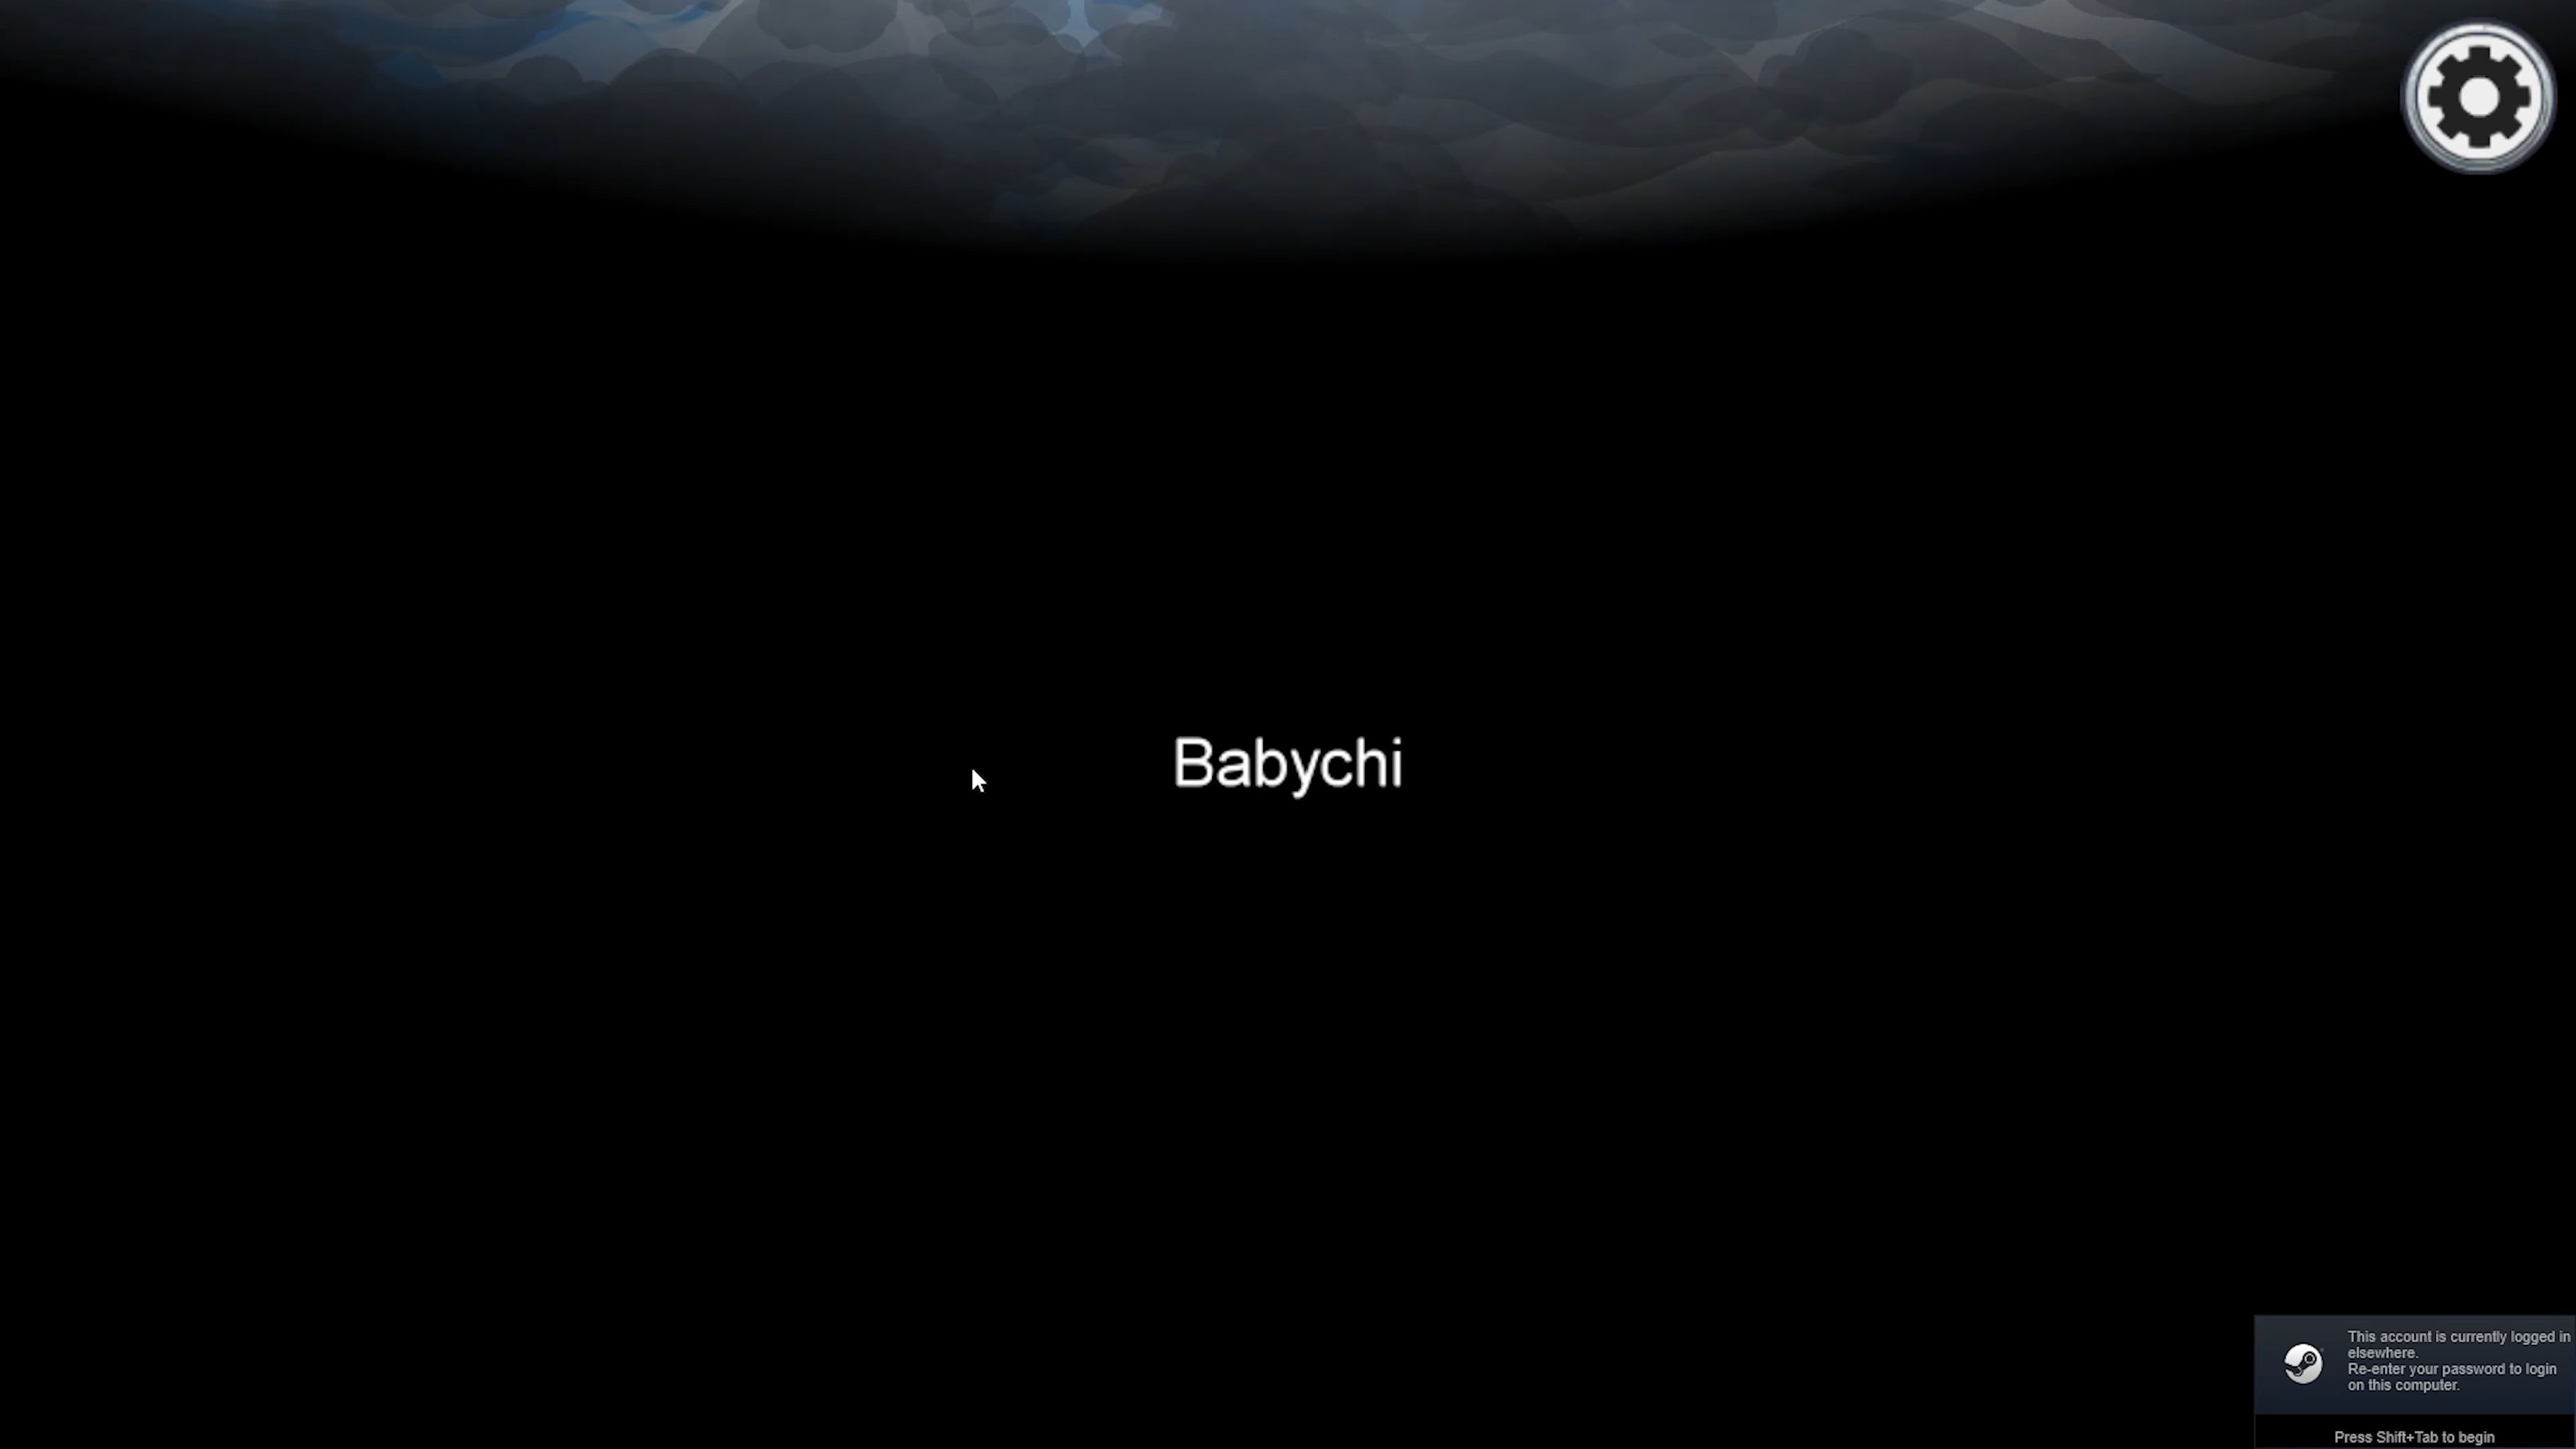 Babychi
This account is currently logged in
elsewhere.
Re-enter your password to login
on this computer.
Press Shift+Tab to begin